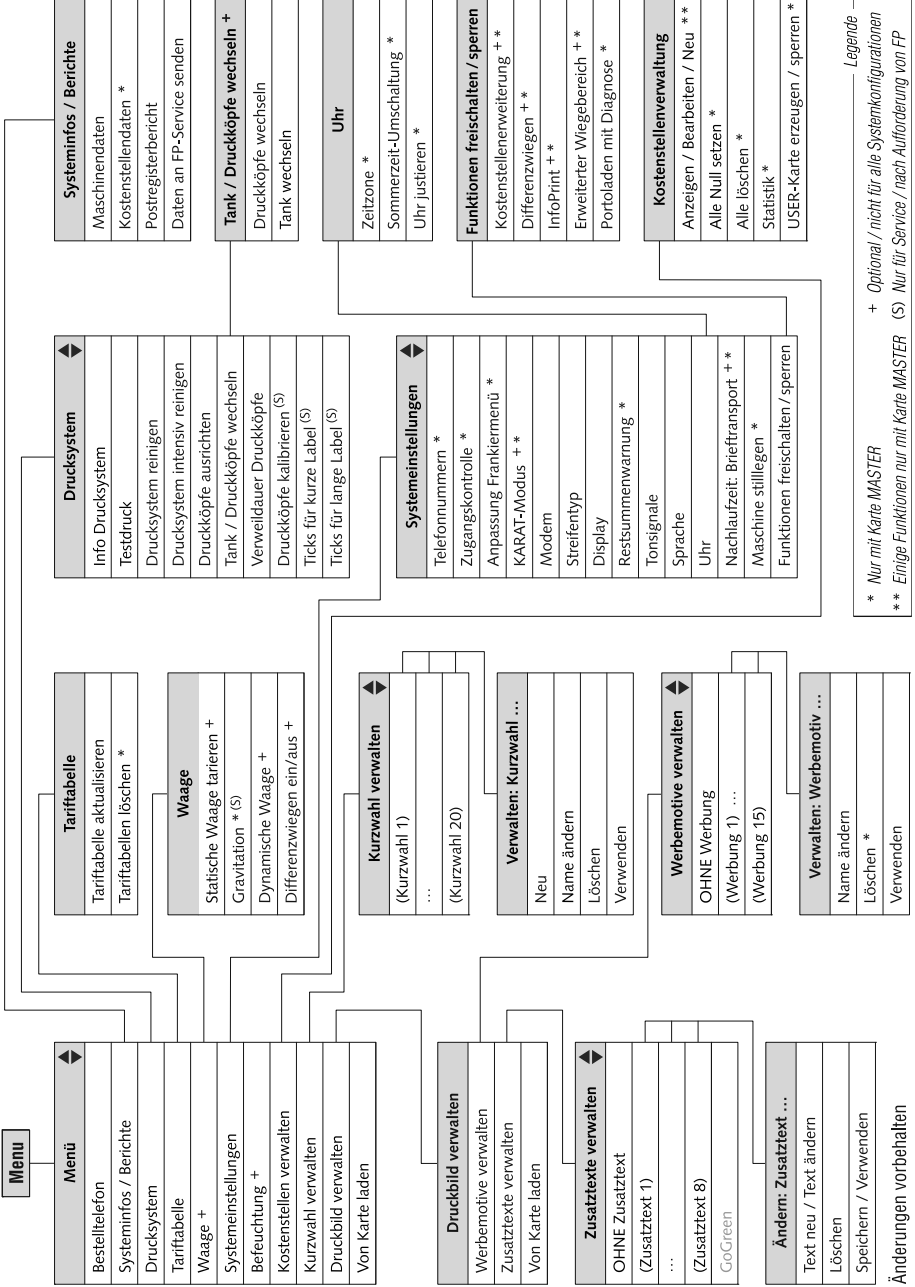 Menu
Menü
Bestelltelefon
Systeminfos / Berichte
Drucksystem
Tariftabelle
Waage +
Systemeinstellungen
Befeuchtung +
Kostenstellen verwalten
Kurzwahl verwalten
Druckbild verwalten
Von Karte laden
Druckbild verwalten
Werbemotive verwalten
Zusatztexte verwalten
Von Karte laden
Zusatztexte verwalten
OHNE Zusatztext
(Zusatztext 1)
...
(Zusatztext 8)
GoGreen
Ändern: Zusatztext ...
Text neu / Text ändern
Löschen
Speichern / Verwenden
Änderungen vorbehalten
Tariftabelle
Tariftabelle aktualisieren
Tariftabellen löschen *
Waage
Statische Waage tarieren +
Gravitation * (S)
Dynamische Waage +
Differenzwiegen ein/aus +
Kurzwahl verwalten
(Kurzwahl 1)
...
(Kurzwahl 20)
Verwalten: Kurzwahl ...
Neu
Name ändern
Löschen
Verwenden
Werbemotive verwalten
OHNE Werbung
(Werbung 1) ...
(Werbung 15)
Verwalten: Werbemotiv ...
Name ändern
Löschen *
Verwenden
Drucksystem
Info Drucksystem
Testdruck
Drucksystem reinigen
Drucksystem intensiv reinigen
Druckköpfe ausrichten
Tank / Druckköpfe wechseln
Verweildauer Druckköpfe
Druckköpfe kalibrieren (S)
Ticks für kurze Label (S)
Ticks für lange Label (S)
Systemeinstellungen
Telefonnummern *
Zugangskontrolle *
Anpassung Frankiermenü *
KARAT-Modus + *
Modem
Streifentyp
Display
Restsummenwarnung *
Tonsignale
Sprache
Uhr
Nachlaufzeit: Brieftransport + *
Maschine stilllegen *
Funktionen freischalten / sperren
Systeminfos / Berichte
Maschinendaten
Kostenstellendaten *
Postregisterbericht
Daten an FP-Service senden
Tank / Druckköpfe wechseln +
Druckköpfe wechseln
Tank wechseln
Uhr
Zeitzone *
Sommerzeit-Umschaltung *
Uhr justieren *
Funktionen freischalten / sperren
Kostenstellenerweiterung + *
Differenzwiegen + *
InfoPrint + *
Erweiterter Wiegebereich + *
Portoladen mit Diagnose *
Kostenstellenverwaltung
Anzeigen / Bearbeiten / Neu * *
Alle Null setzen *
Alle löschen *
Statistik *
USER-Karte erzeugen / sperren *
Legende
* Nur mit Karte MASTER
+ Optional / nicht für alle Systemkonfigurationen
* * Einige Funktionen nur mit Karte MASTER
(S) Nur für Service / nach Aufforderung von FP